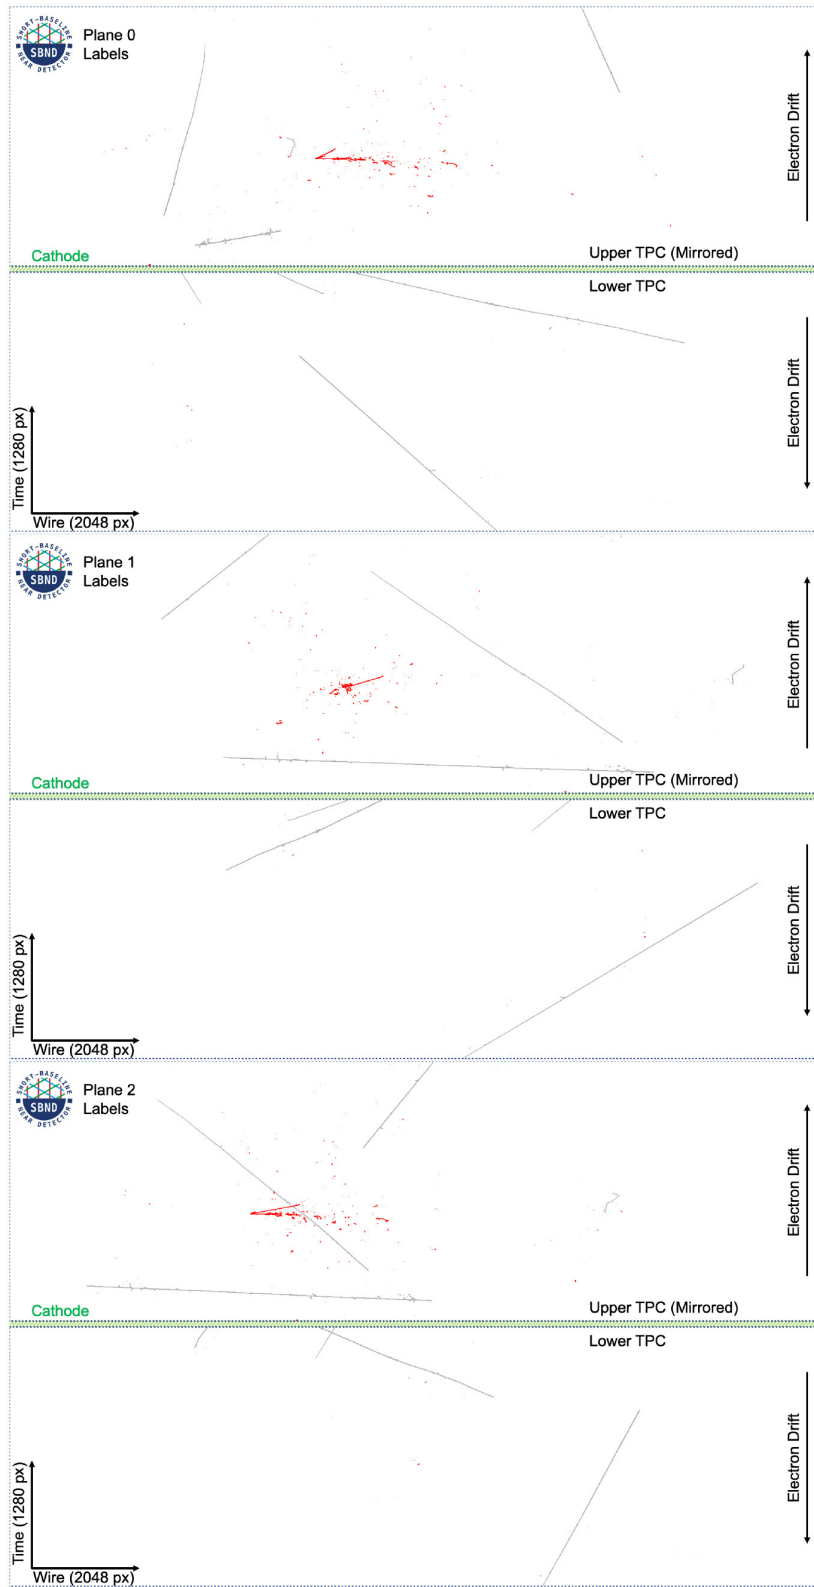 SHORT-BASELINE
SBND
NEAR DETECTOR
Plane 0
Labels
Electron Drift
Cathode
Upper TPC (Mirrored)
Lower TPC
Electron Drift
Time (1280 px)
Wire (2048 px)
SHORT-BASELINE
SBND
NEAR DETECTOR
Plane 1
Labels
Electron Drift
Cathode
Upper TPC (Mirrored)
Lower TPC
Electron Drift
Time (1280 px)
Wire (2048 px)
SHORT-BASELINE
SBND
NEAR DETECTOR
Plane 2
Labels
Electron Drift
Cathode
Upper TPC (Mirrored)
Lower TPC
Electron Drift
Time (1280 px)
Wire (2048 px)